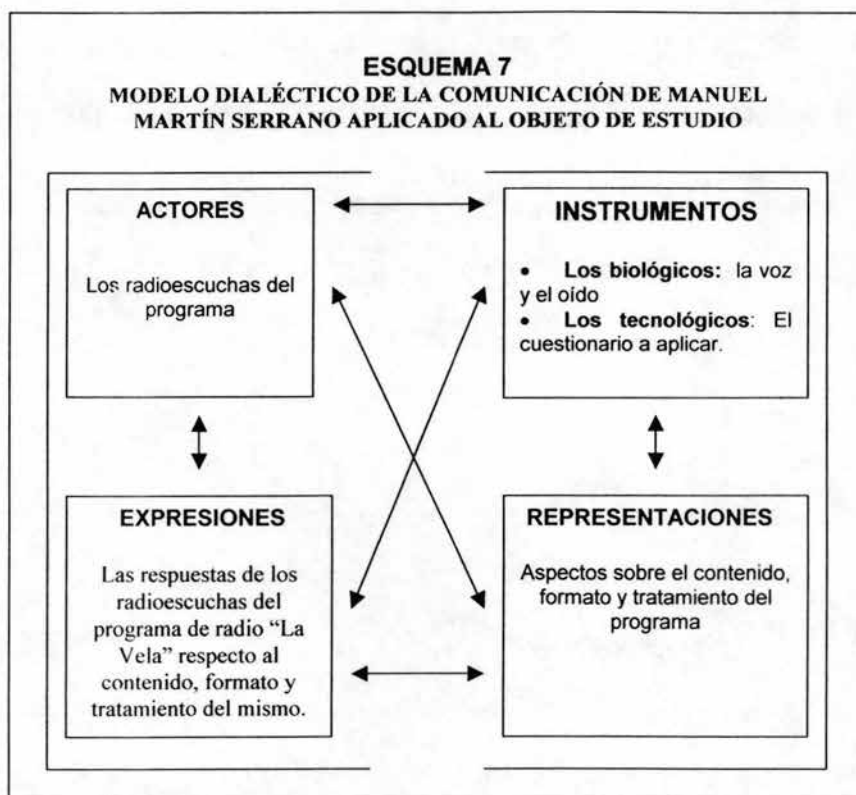 ESQUEMA 7
MODELO DIALÉCTICO DE LA COMUNICACIÓN DE MANUEL
MARTÍN SERRANO APLICADO AL OBJETO DE ESTUDIO
ACTORES
Los radioescuchas del
programa
INSTRUMENTOS
• Los biológicos: la voz
y el oído
• Los tecnológicos: El
cuestionario a aplicar.
EXPRESIONES
Las respuestas de los
radioescuchas del
programa de radio “La
Vela” respecto al
contenido, formato y
tratamiento del mismo.
REPRESENTACIONES
Aspectos sobre el contenido,
formato y tratamiento del
programa